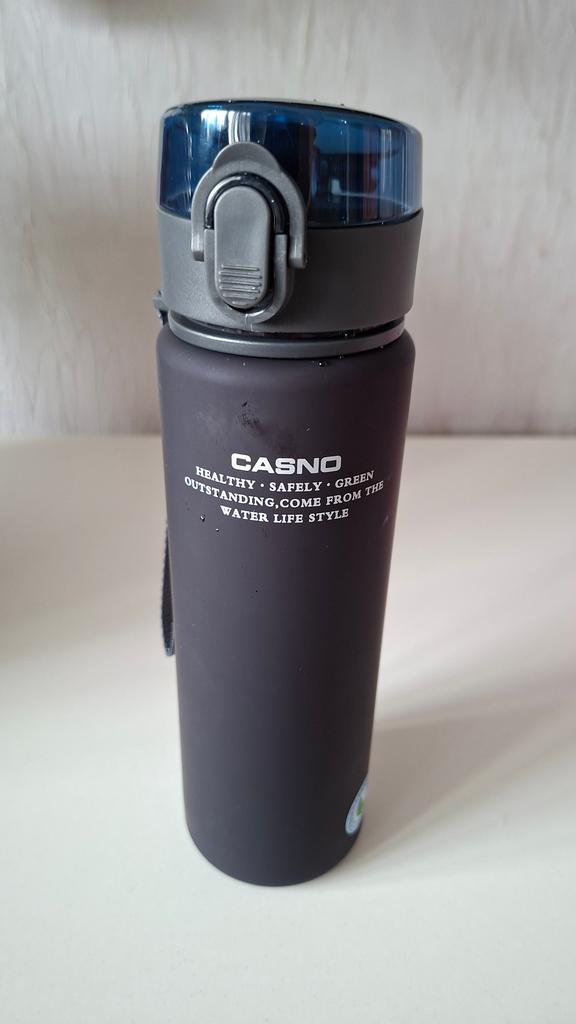 CASNO
HEALTHY · SAFELY · GREEN
OUTSTANDING,COME FROM THE
WATER LIFE STYLE